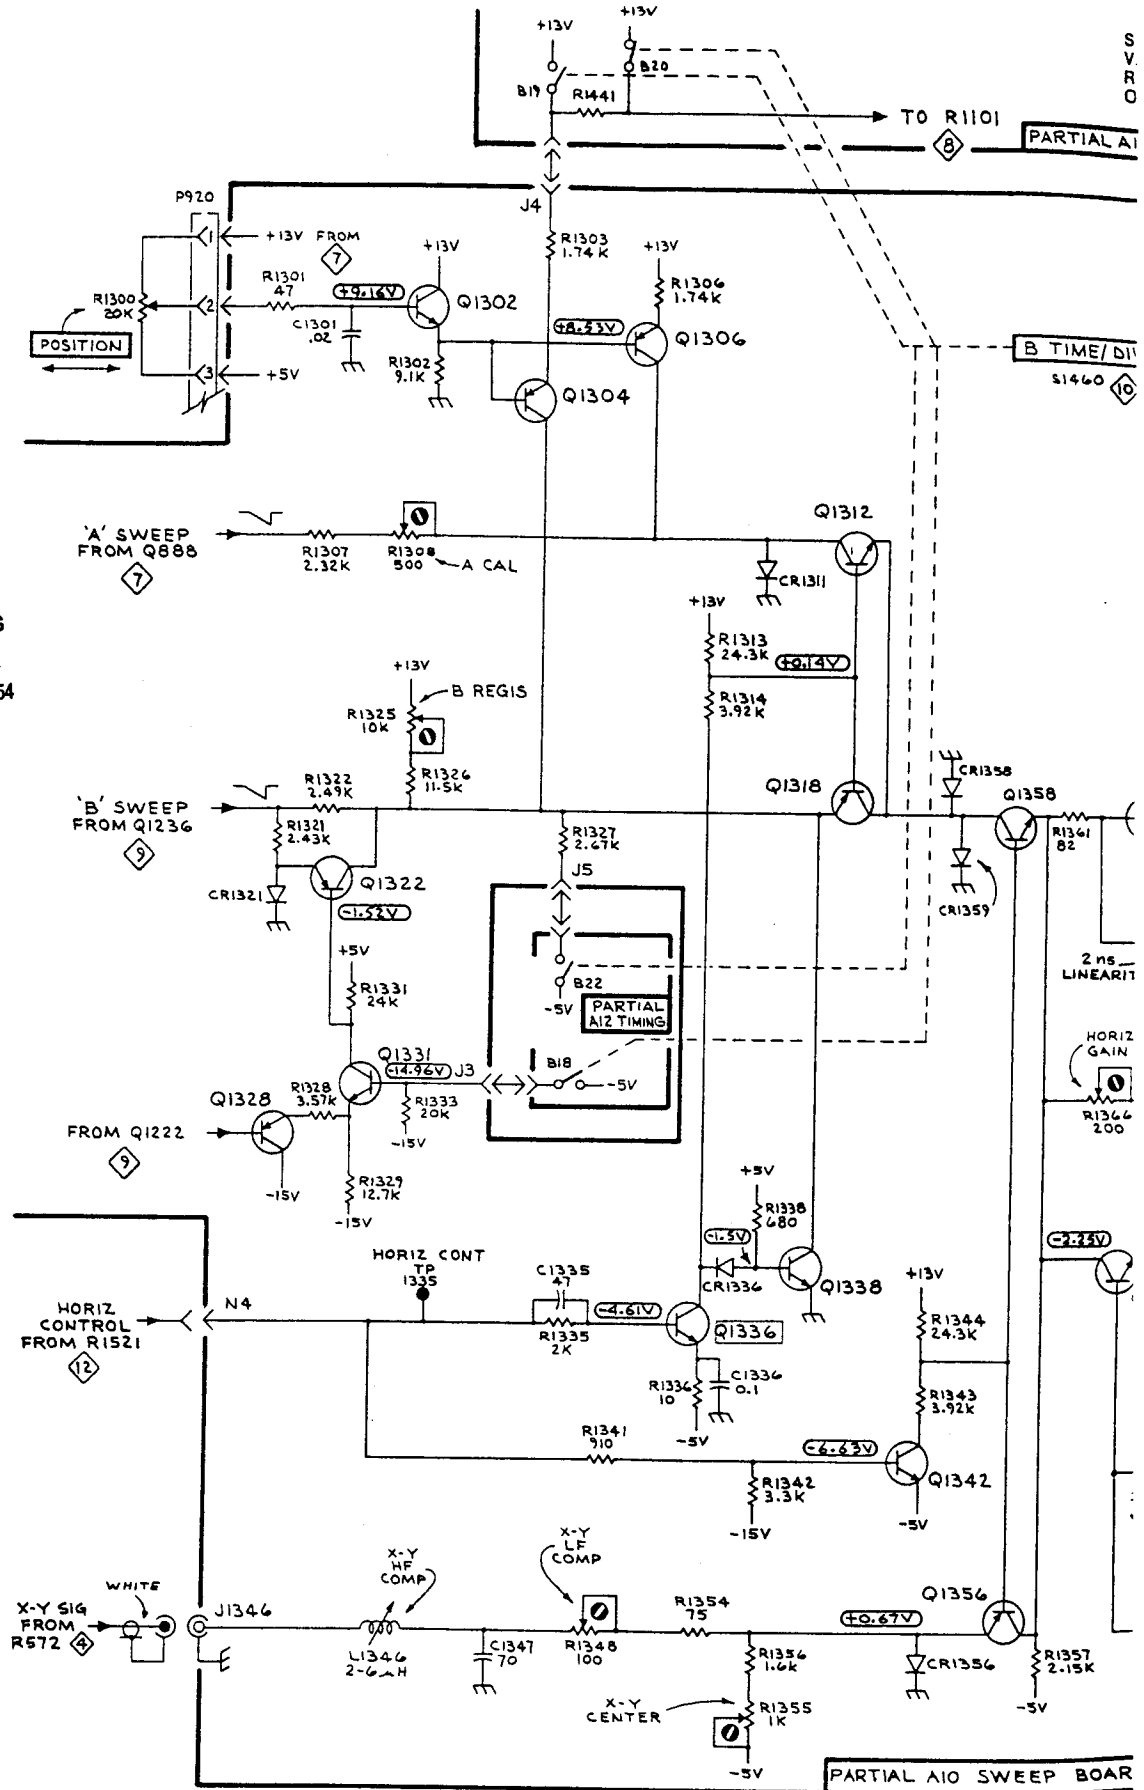 +13V
+13V
S
V
R
O
B19
B20
R1441
TO R1101
8
PARTIAL A1
J4
P920
1
+13V FROM
7
R1303
1.74K
+13V
+13V
R1306
1.74K
R1301
47
+9.16V
R1300
20K
2
C1301
.02
Q1302
+8.53V
Q1306
POSITION
R1302
9.1K
3
+5V
Q1304
B TIME/DI
S1460
10
'A' SWEEP
FROM Q888
7
R1307
2.32K
R1308
500
A CAL
Q1312
CR1311
+13V
R1313
24.3K
+0.14V
R1314
3.92K
54
+13V
B REGIS
R1325
10K
R1326
11.5K
'B' SWEEP
FROM Q1236
9
R1322
2.49K
R1321
2.43K
CR1321
Q1322
-1.52V
R1327
2.67K
J5
Q1318
CR1358
Q1358
R1361
82
CR1359
2 ns
LINEARIT
+5V
R1331
24K
B22
-5V
PARTIAL
A12 TIMING
Q1331
-14.96V
J3
B18
-5V
HORIZ
GAIN
R1366
200
Q1328
R1328
3.57K
R1333
20K
-15V
FROM Q1222
9
-15V
R1329
12.7K
-15V
+5V
R1338
680
-1.5V
CR1336
Q1338
-2.25V
HORIZ CONT
TP
1335
C1335
47
-4.61V
R1335
2K
Q1336
+13V
R1344
24.3K
HORIZ
CONTROL
FROM R1521
12
N4
R1336
10
C1336
0.1
-5V
R1343
3.92K
R1341
910
-6.63V
Q1342
R1342
3.3K
-15V
-5V
X-Y SIG
FROM
R572
4
WHITE
J1346
X-Y
HF
COMP
L1346
2-6μH
C1347
70
X-Y
LF
COMP
R1348
100
R1354
75
+0.67V
Q1356
R1356
1.6K
CR1356
R1357
2.15K
-5V
X-Y
CENTER
R1355
1K
-5V
PARTIAL A10 SWEEP BOAR